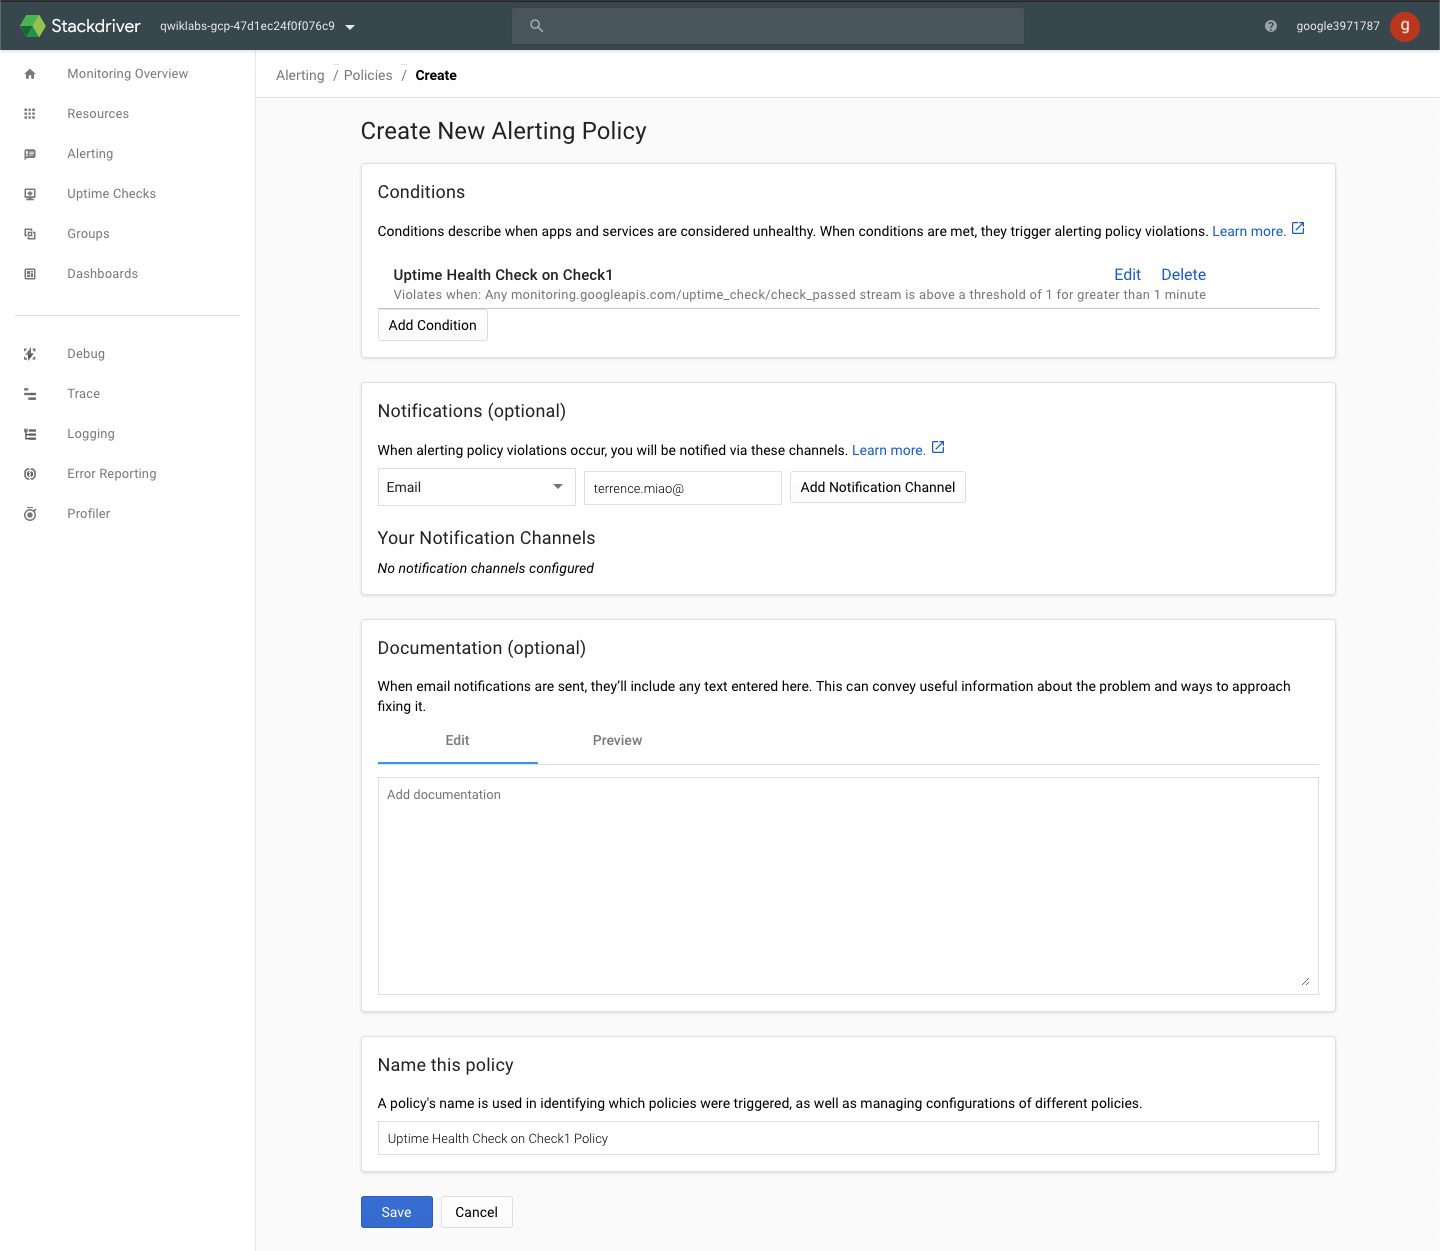 Stackdriver qwiklabs-gcp-47d1ec24f0f076c9 google3971787 g
Monitoring Overview
Resources
Alerting
Uptime Checks
Groups
Dashboards
Debug
Trace
Logging
Error Reporting
Profiler
Alerting / Policies / Create
Create New Alerting Policy
Conditions
Conditions describe when apps and services are considered unhealthy. When conditions are met, they trigger alerting policy violations. Learn more.
Uptime Health Check on Check1 Edit Delete
Violates when: Any monitoring.googleapis.com/uptime_check/check_passed stream is above a threshold of 1 for greater than 1 minute
Add Condition
Notifications (optional)
When alerting policy violations occur, you will be notified via these channels. Learn more.
Email terrence.miao@ Add Notification Channel
Your Notification Channels
No notification channels configured
Documentation (optional)
When email notifications are sent, they’ll include any text entered here. This can convey useful information about the problem and ways to approach
fixing it.
Edit Preview
Add documentation
Name this policy
A policy's name is used in identifying which policies were triggered, as well as managing configurations of different policies.
Uptime Health Check on Check1 Policy
Save Cancel